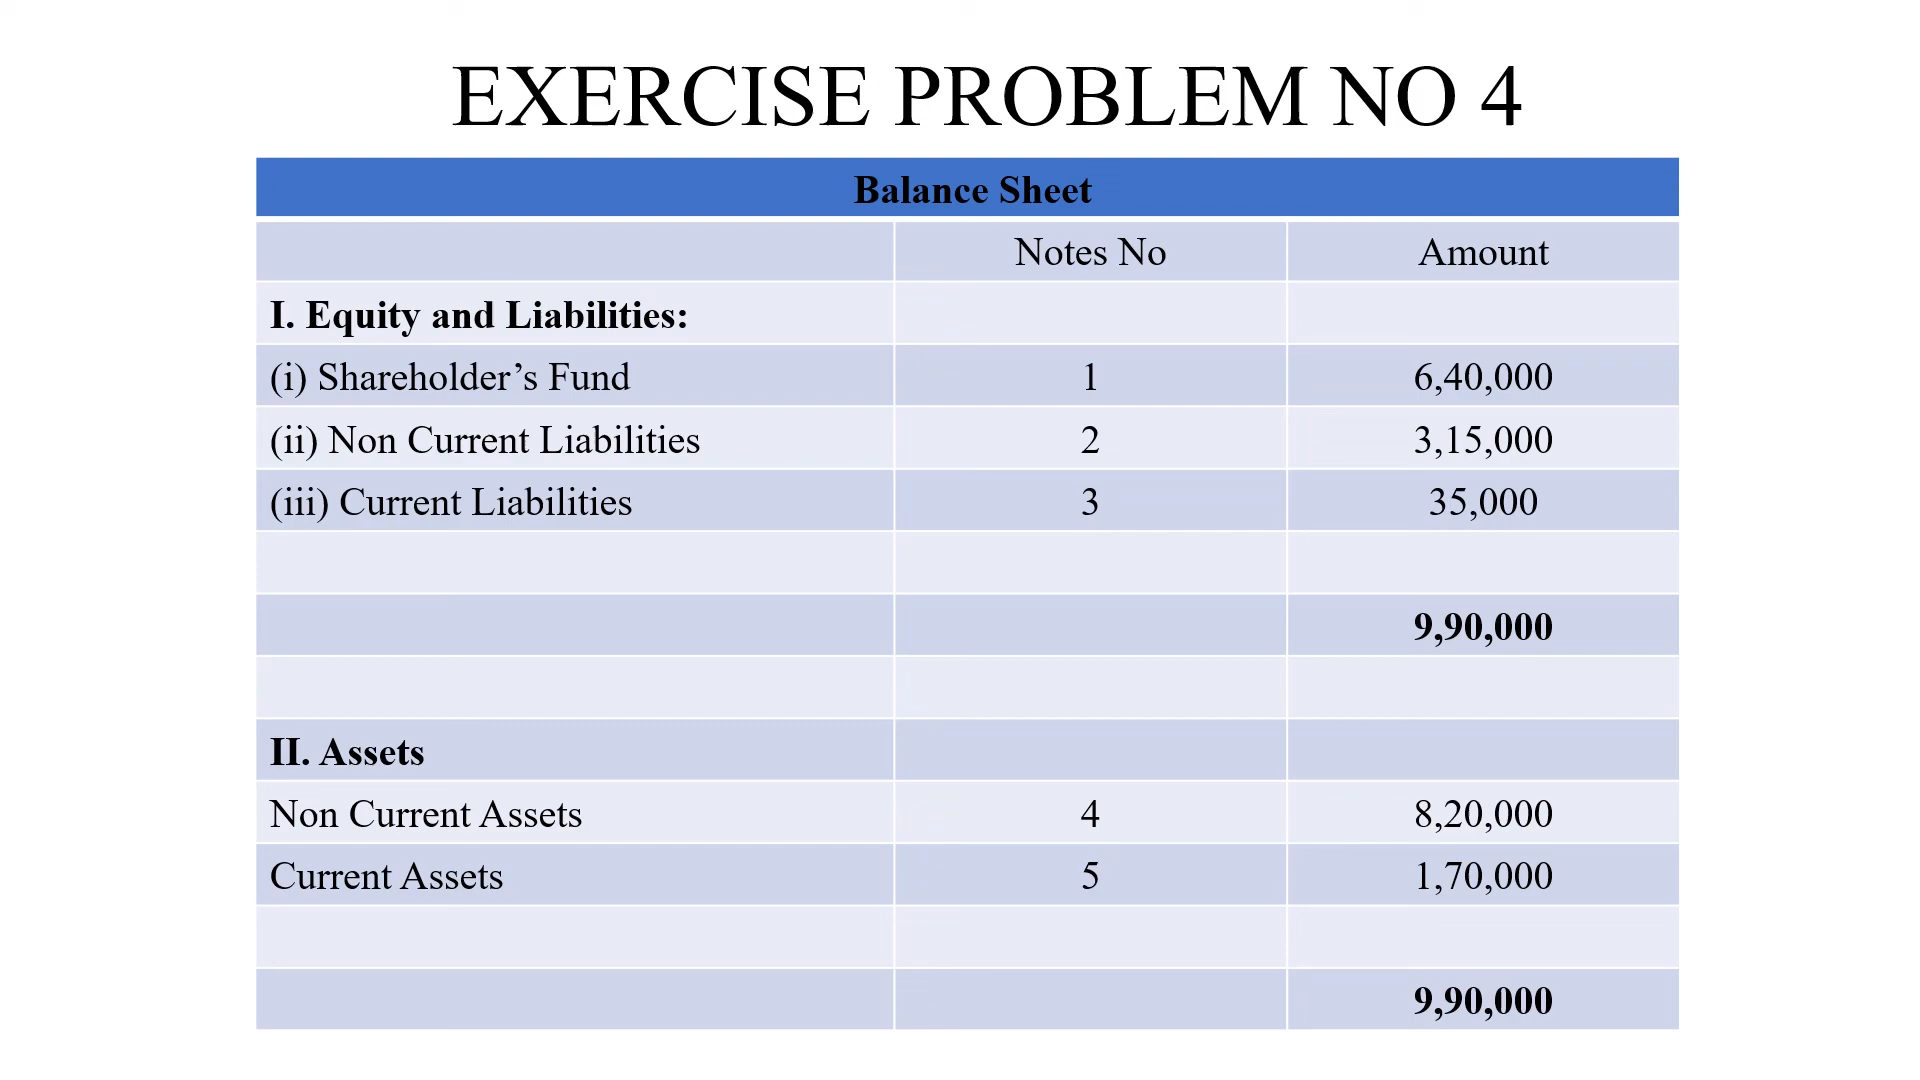 EXERCISE PROBLEM NO 4
Balance Sheet
Notes No Amount
I. Equity and Liabilities:
(i) Shareholder’s Fund 1 6,40,000
(ii) Non Current Liabilities 2 3,15,000
(iii) Current Liabilities 3 35,000
9,90,000
II. Assets
Non Current Assets 4 8,20,000
Current Assets 5 1,70,000
9,90,000